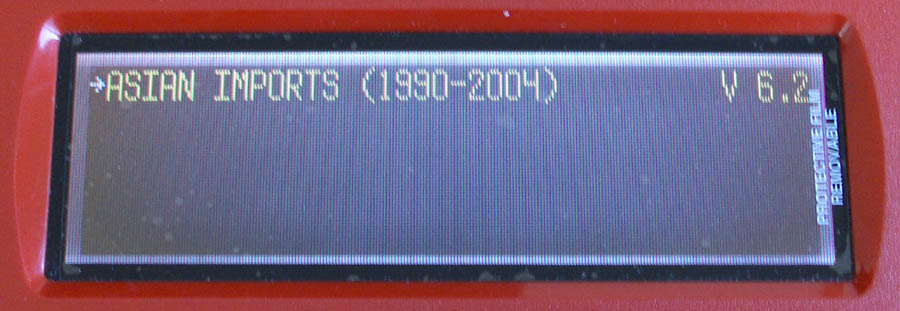 →ASIAN IMPORTS (1990-2004) V 6.2
PROTECTIVE FILM
REMOVABLE